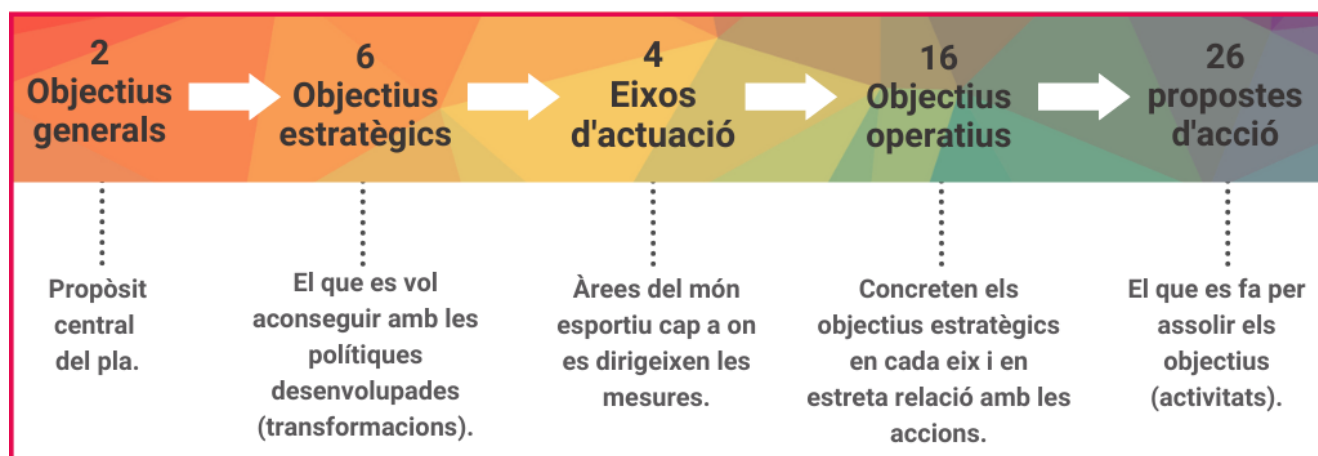 2
Objectius
generals
6
Objectius
estratègics
4
Eixos
d'actuació
16
Objectius
operatius
26
propostes
d'acció
Propòsit
central
del pla.
El que es vol
aconseguir amb les
polítiques
desenvolupades
(transformacions).
Àrees del món
esportiu cap a on
es dirigeixen les
mesures.
Concreten els
objectius estratègics
en cada eix i en
estreta relació amb les
accions.
El que es fa per
assolir els
objectius
(activitats).